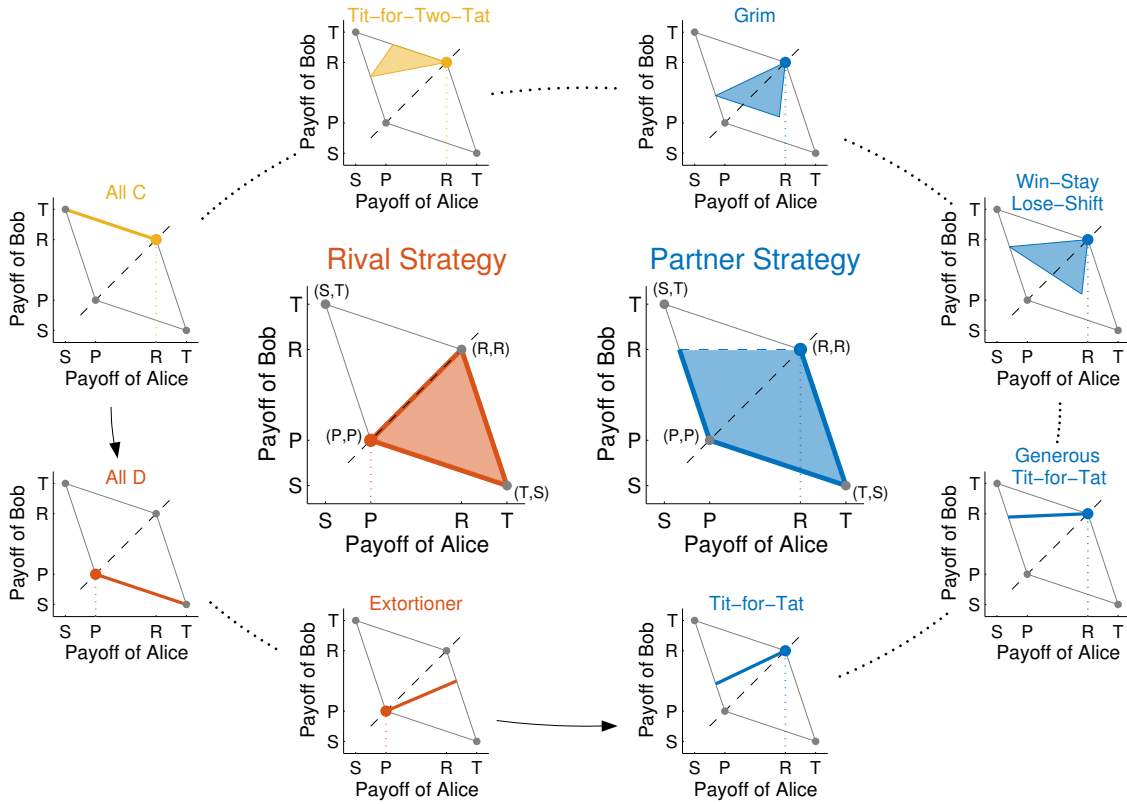 Tit−for−Two−Tat
T
R
P
S
Payoff of Bob
S P R T
Payoff of Alice
Grim
T
R
P
S
Payoff of Bob
S P R T
Payoff of Alice
All C
T
R
P
S
Payoff of Bob
S P R T
Payoff of Alice
Rival Strategy
(S,T)
T
R
P
S
Payoff of Bob
(R,R)
(P,P)
(T,S)
S P R T
Payoff of Alice
Partner Strategy
(S,T)
T
R
P
S
Payoff of Bob
(R,R)
(P,P)
(T,S)
S P R T
Payoff of Alice
Win−Stay
Lose−Shift
T
R
P
S
Payoff of Bob
S P R T
Payoff of Alice
All D
T
R
P
S
Payoff of Bob
S P R T
Payoff of Alice
Generous
Tit−for−Tat
T
R
P
S
Payoff of Bob
S P R T
Payoff of Alice
Extortioner
T
R
P
S
Payoff of Bob
S P R T
Payoff of Alice
Tit−for−Tat
T
R
P
S
Payoff of Bob
S P R T
Payoff of Alice